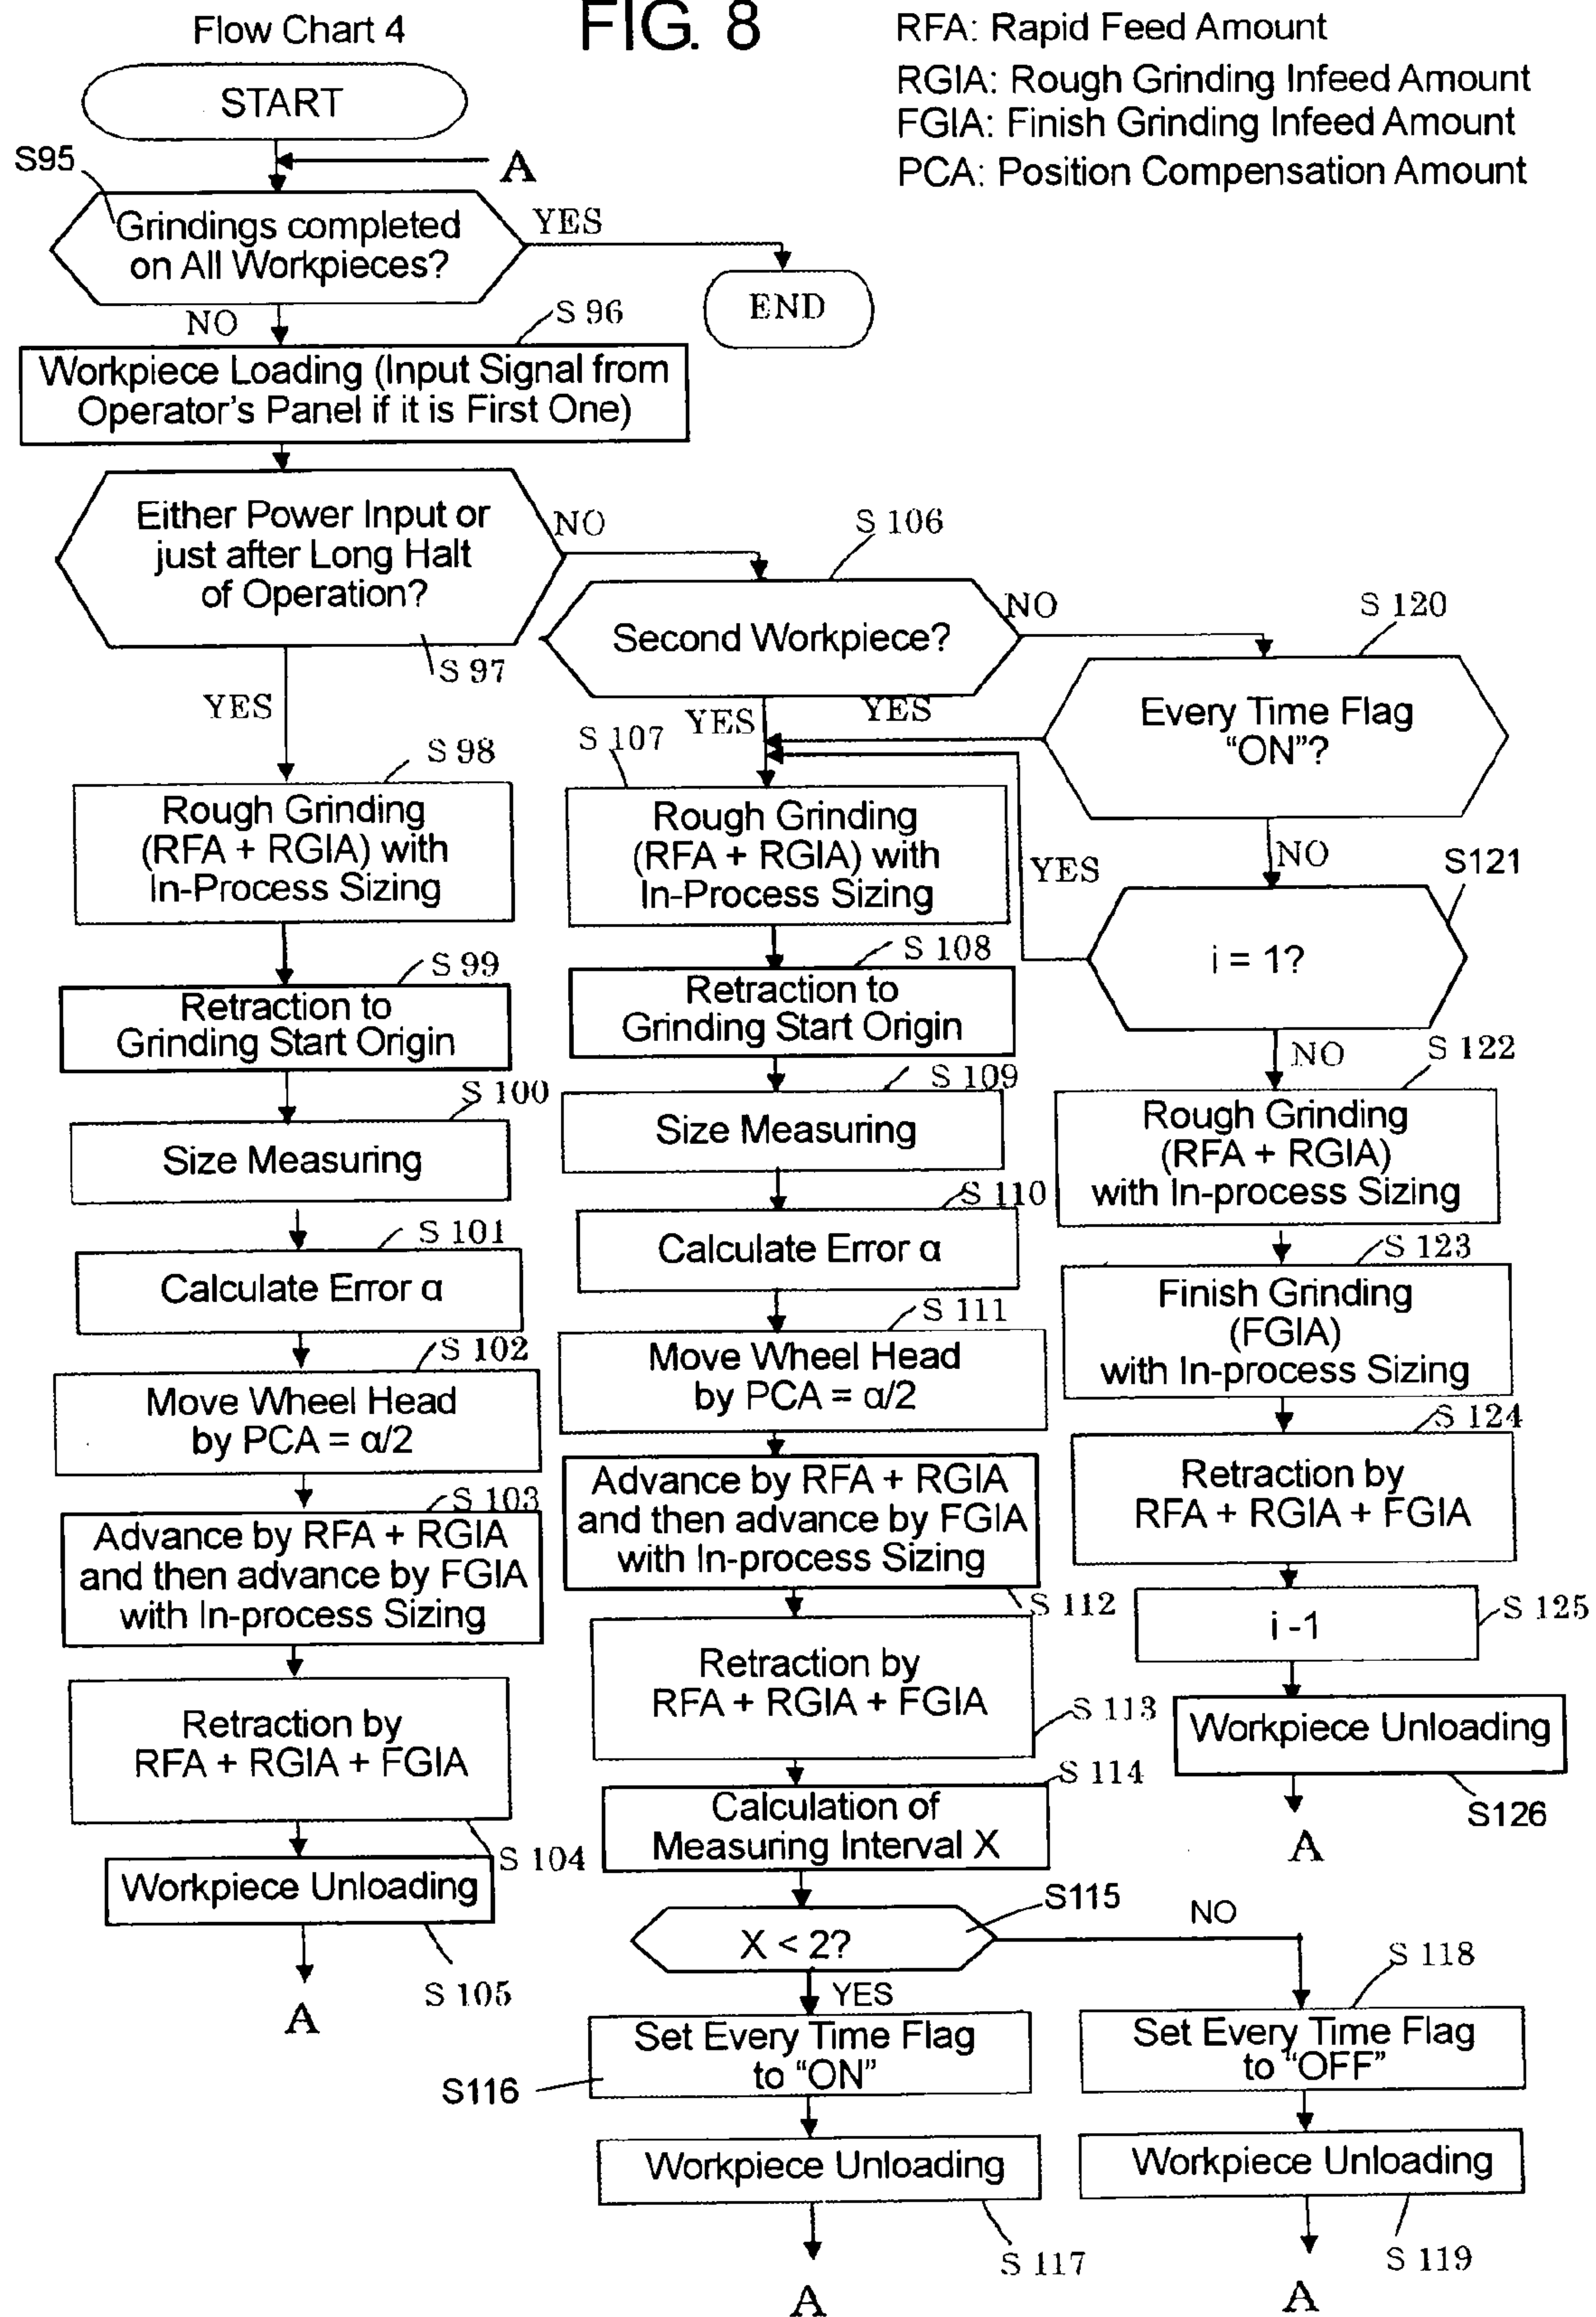 Flow Chart 4
FIG. 8
RFA: Rapid Feed Amount
RGIA: Rough Grinding Infeed Amount
FGIA: Finish Grinding Infeed Amount
PCA: Position Compensation Amount
START
A
S95
Grindings completed
on All Workpieces?
YES
END
NO
S 96
Workpiece Loading (Input Signal from
Operator's Panel if it is First One)
Either Power Input or
just after Long Halt
of Operation?
NO
S 97
YES
S 98
Rough Grinding
(RFA + RGIA) with
In-Process Sizing
S 99
Retraction to
Grinding Start Origin
S 100
Size Measuring
S 101
Calculate Error α
S 102
Move Wheel Head
by PCA = α/2
S 103
Advance by RFA + RGIA
and then advance by FGIA
with In-process Sizing
Retraction by
RFA + RGIA + FGIA
S 104
Workpiece Unloading
S 105
A
S 106
Second Workpiece?
NO
YES
YES
S 107
Rough Grinding
(RFA + RGIA) with
In-Process Sizing
S 108
Retraction to
Grinding Start Origin
S 109
Size Measuring
S 110
Calculate Error α
S 111
Move Wheel Head
by PCA = α/2
Advance by RFA + RGIA
and then advance by FGIA
with In-process Sizing
S 112
Retraction by
RFA + RGIA + FGIA
S 113
S 114
Calculation of
Measuring Interval X
S115
X < 2?
NO
YES
Set Every Time Flag
to “ON”
S116
Workpiece Unloading
S 117
A
S 118
Set Every Time Flag
to “OFF”
Workpiece Unloading
S 119
A
S 120
Every Time Flag
“ON”?
NO
YES
S121
i = 1?
NO
S 122
Rough Grinding
(RFA + RGIA)
with In-process Sizing
S 123
Finish Grinding
(FGIA)
with In-process Sizing
S 124
Retraction by
RFA + RGIA + FGIA
i -1
S 125
Workpiece Unloading
S126
A